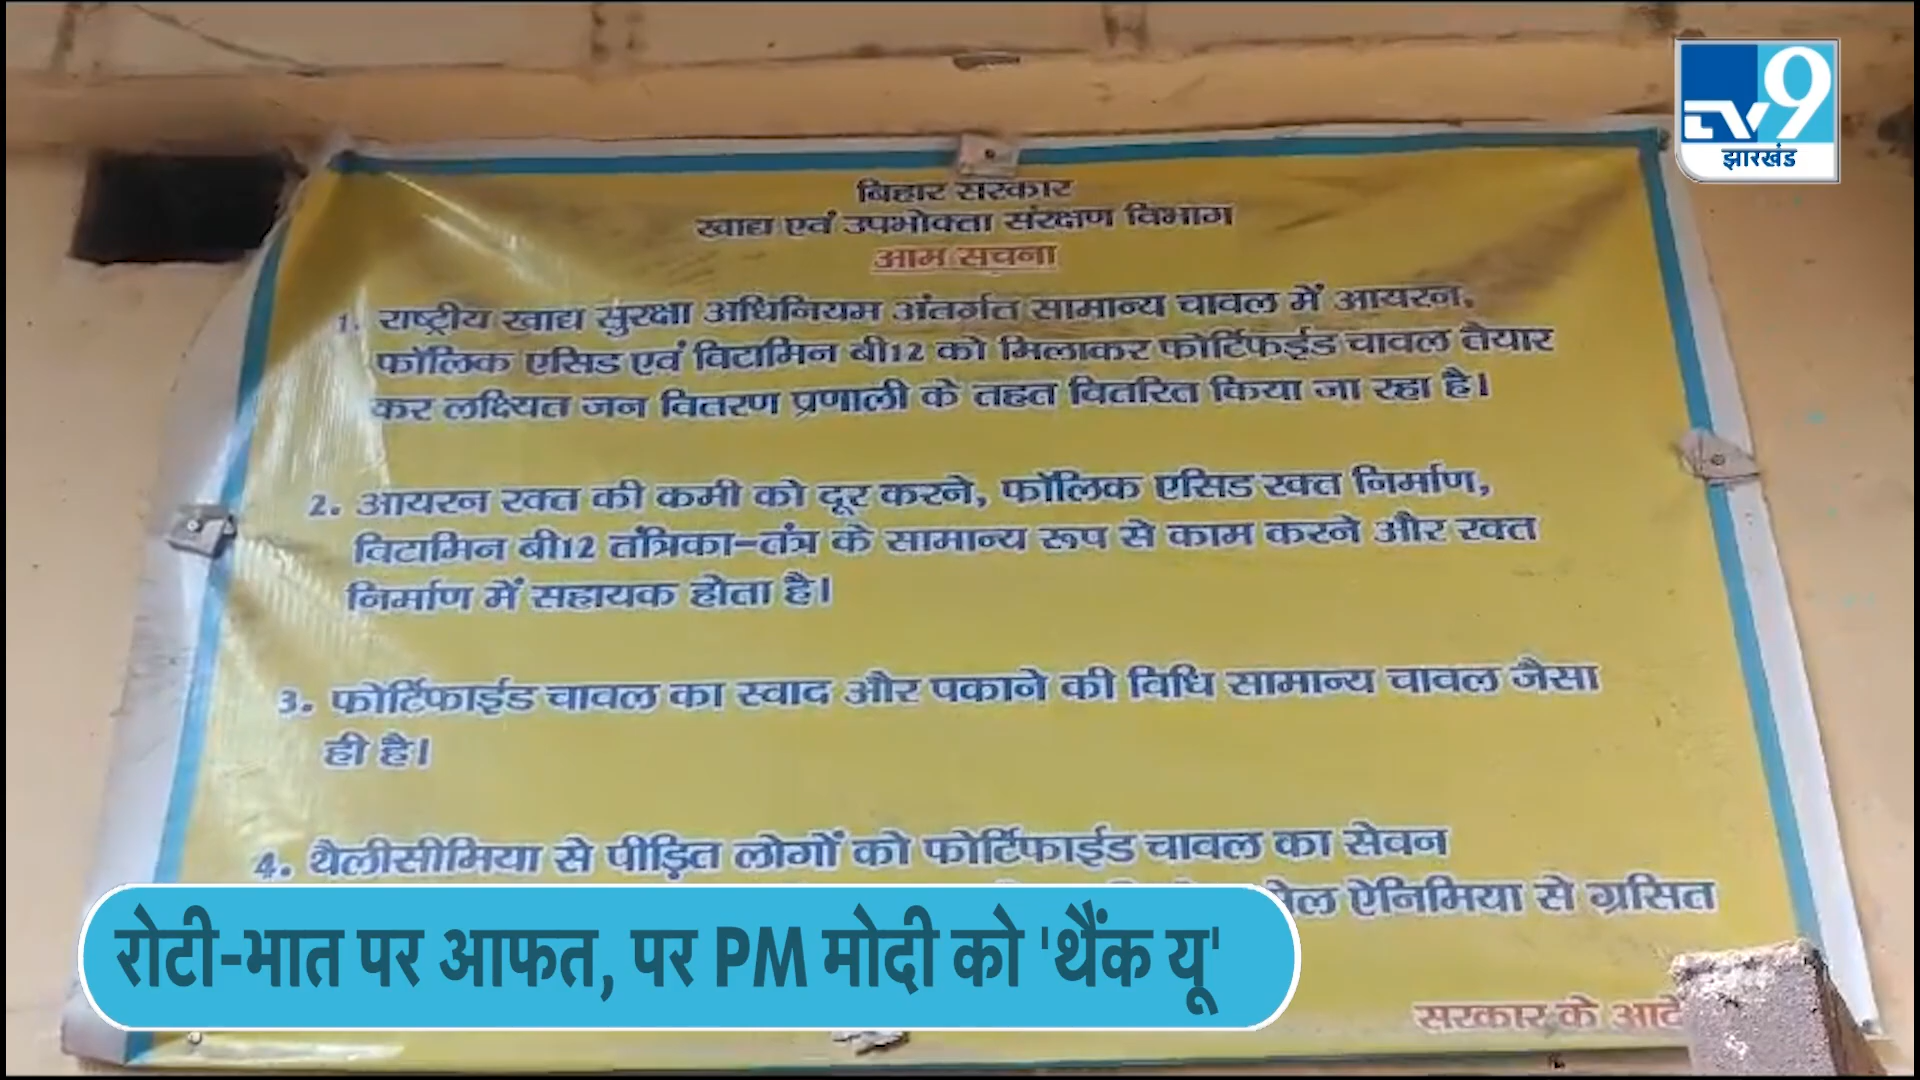 TV9
झारखंड
बिहार सरकार
खाद्य एवं उपभोक्ता संरक्षण विभाग
आम सूचना
1. राष्ट्रीय खाद्य सुरक्षा अधिनियम अंतर्गत सामान्य चावल में आयरन,
फॉलिक एसिड एवं विटामिन बी12 को मिलाकर फोर्टिफईड चावल तैयार
कर लक्ष्यित जन वितरण प्रणाली के तहत वितरित किया जा रहा है।
2. आयरन रक्त की कमी को दूर करने, फॉलिक एसिड रक्त निर्माण,
विटामिन बी12 तंत्रिका-तंत्र के सामान्य रूप से काम करने और रक्त
निर्माण में सहायक होता है।
3. फोर्टिफाईड चावल का स्वाद और पकाने की विधि सामान्य चावल जैसा
ही है।
4. थैलीसीमिया से पीड़ित लोगों को फोर्टिफाईड चावल का सेवन
ऐनिमिया से ग्रसित
रोटी-भात पर आफत, पर PM मोदी को 'थैंक यू'
सरकार के